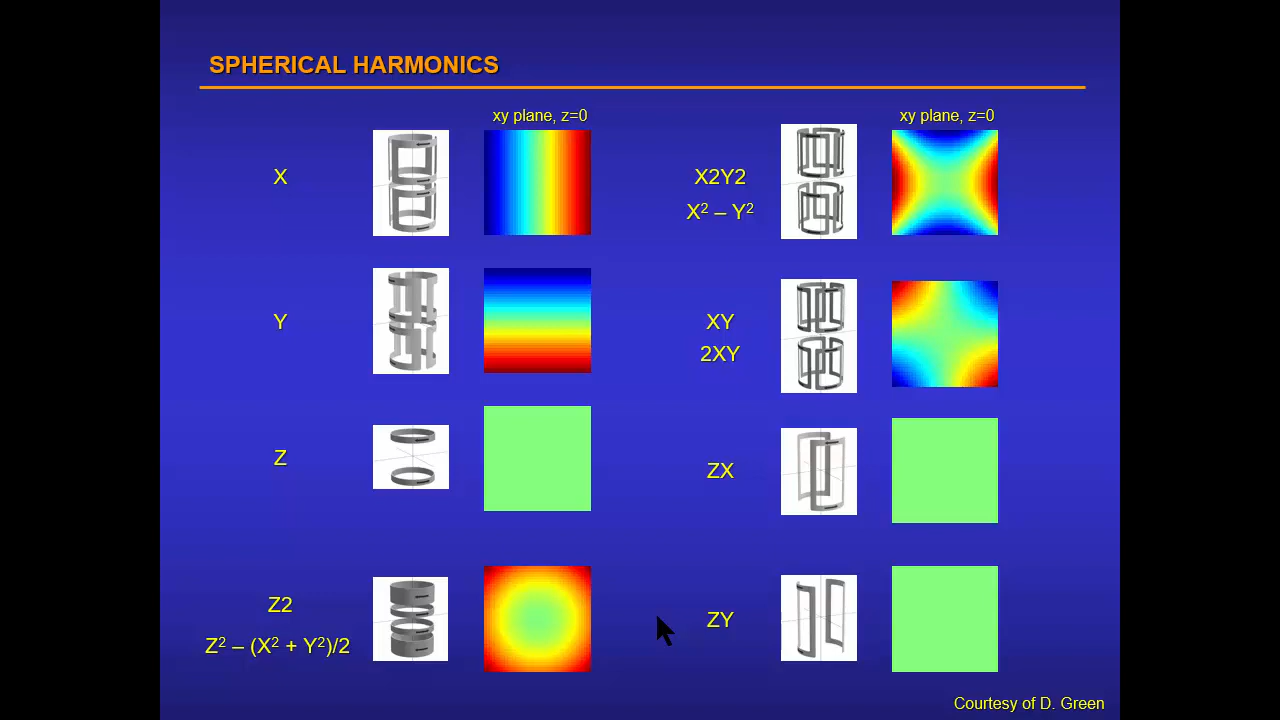 SPHERICAL HARMONICS
xy plane, z=0
X
Y
Z
Z2
Z² – (X² + Y²)/2
xy plane, z=0
X2Y2
X² – Y²
XY
2XY
ZX
ZY
Courtesy of D. Green